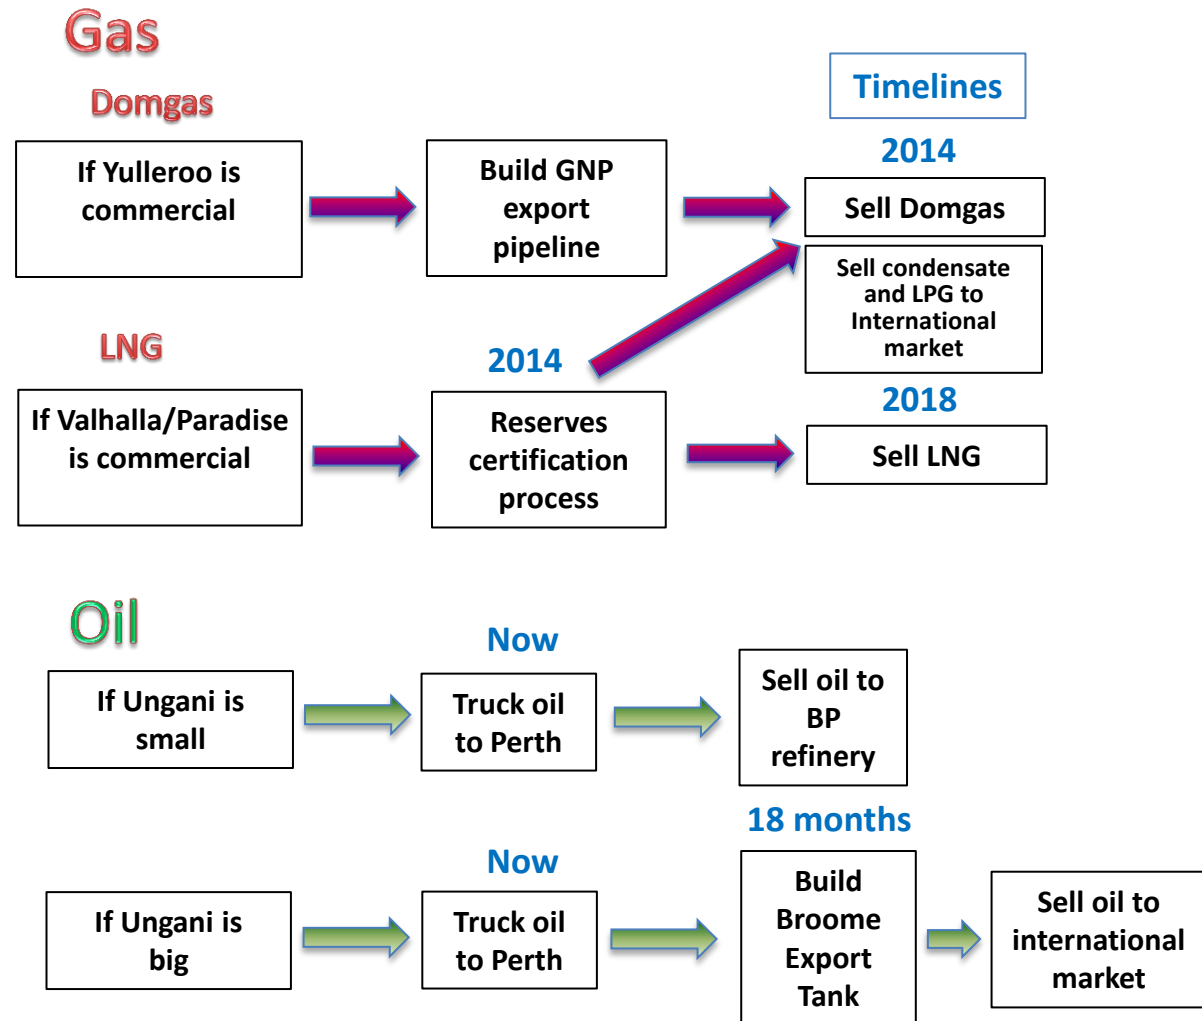 Gas
Domgas
Timelines
2014
If Yulleroo is
commercial
Build GNP
export
pipeline
Sell Domgas
Sell condensate
and LPG to
International
market
LNG
2014
2018
If Valhalla/Paradise
is commercial
Reserves
certification
process
Sell LNG
Oil
Now
If Ungani is
small
Truck oil
to Perth
Sell oil to
BP
refinery
Now
18 months
If Ungani is
big
Truck oil
to Perth
Build
Broome
Export
Tank
Sell oil to
international
market